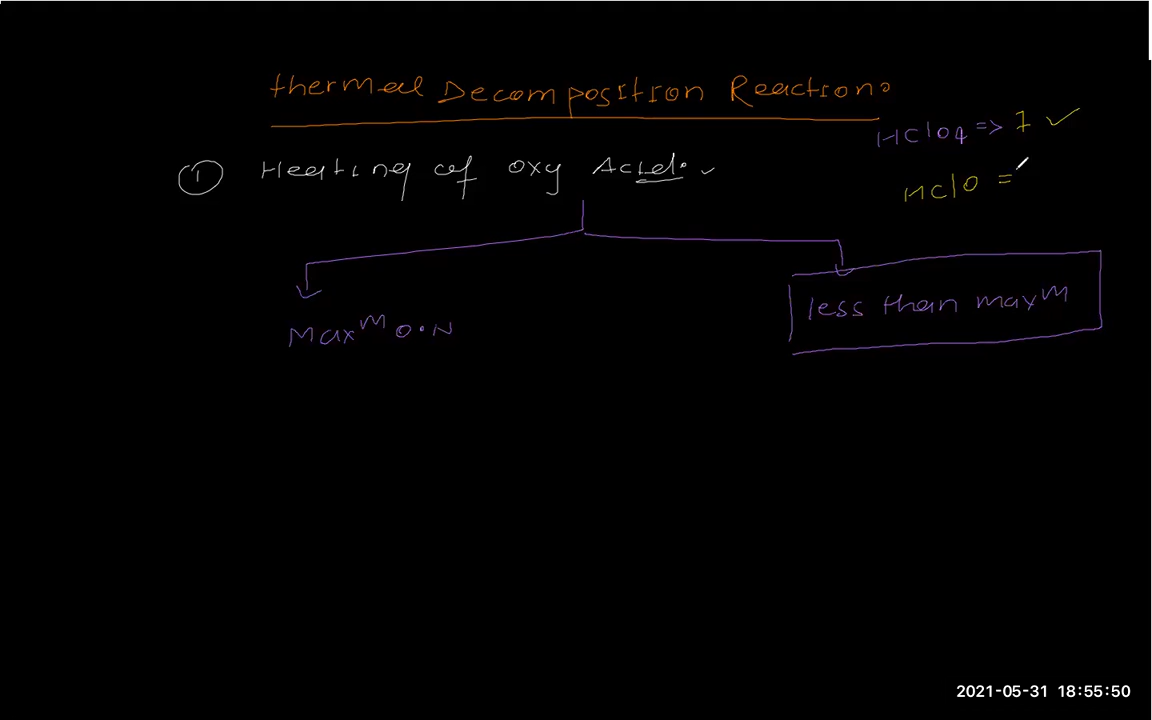 thermal Decomposition Reactions
HClO4 => 7 ✓
① Heating of oxy Acid. ✓
HClO =
Maxᴹ O.N
less than maxᴹ
2021-05-31 18:55:50